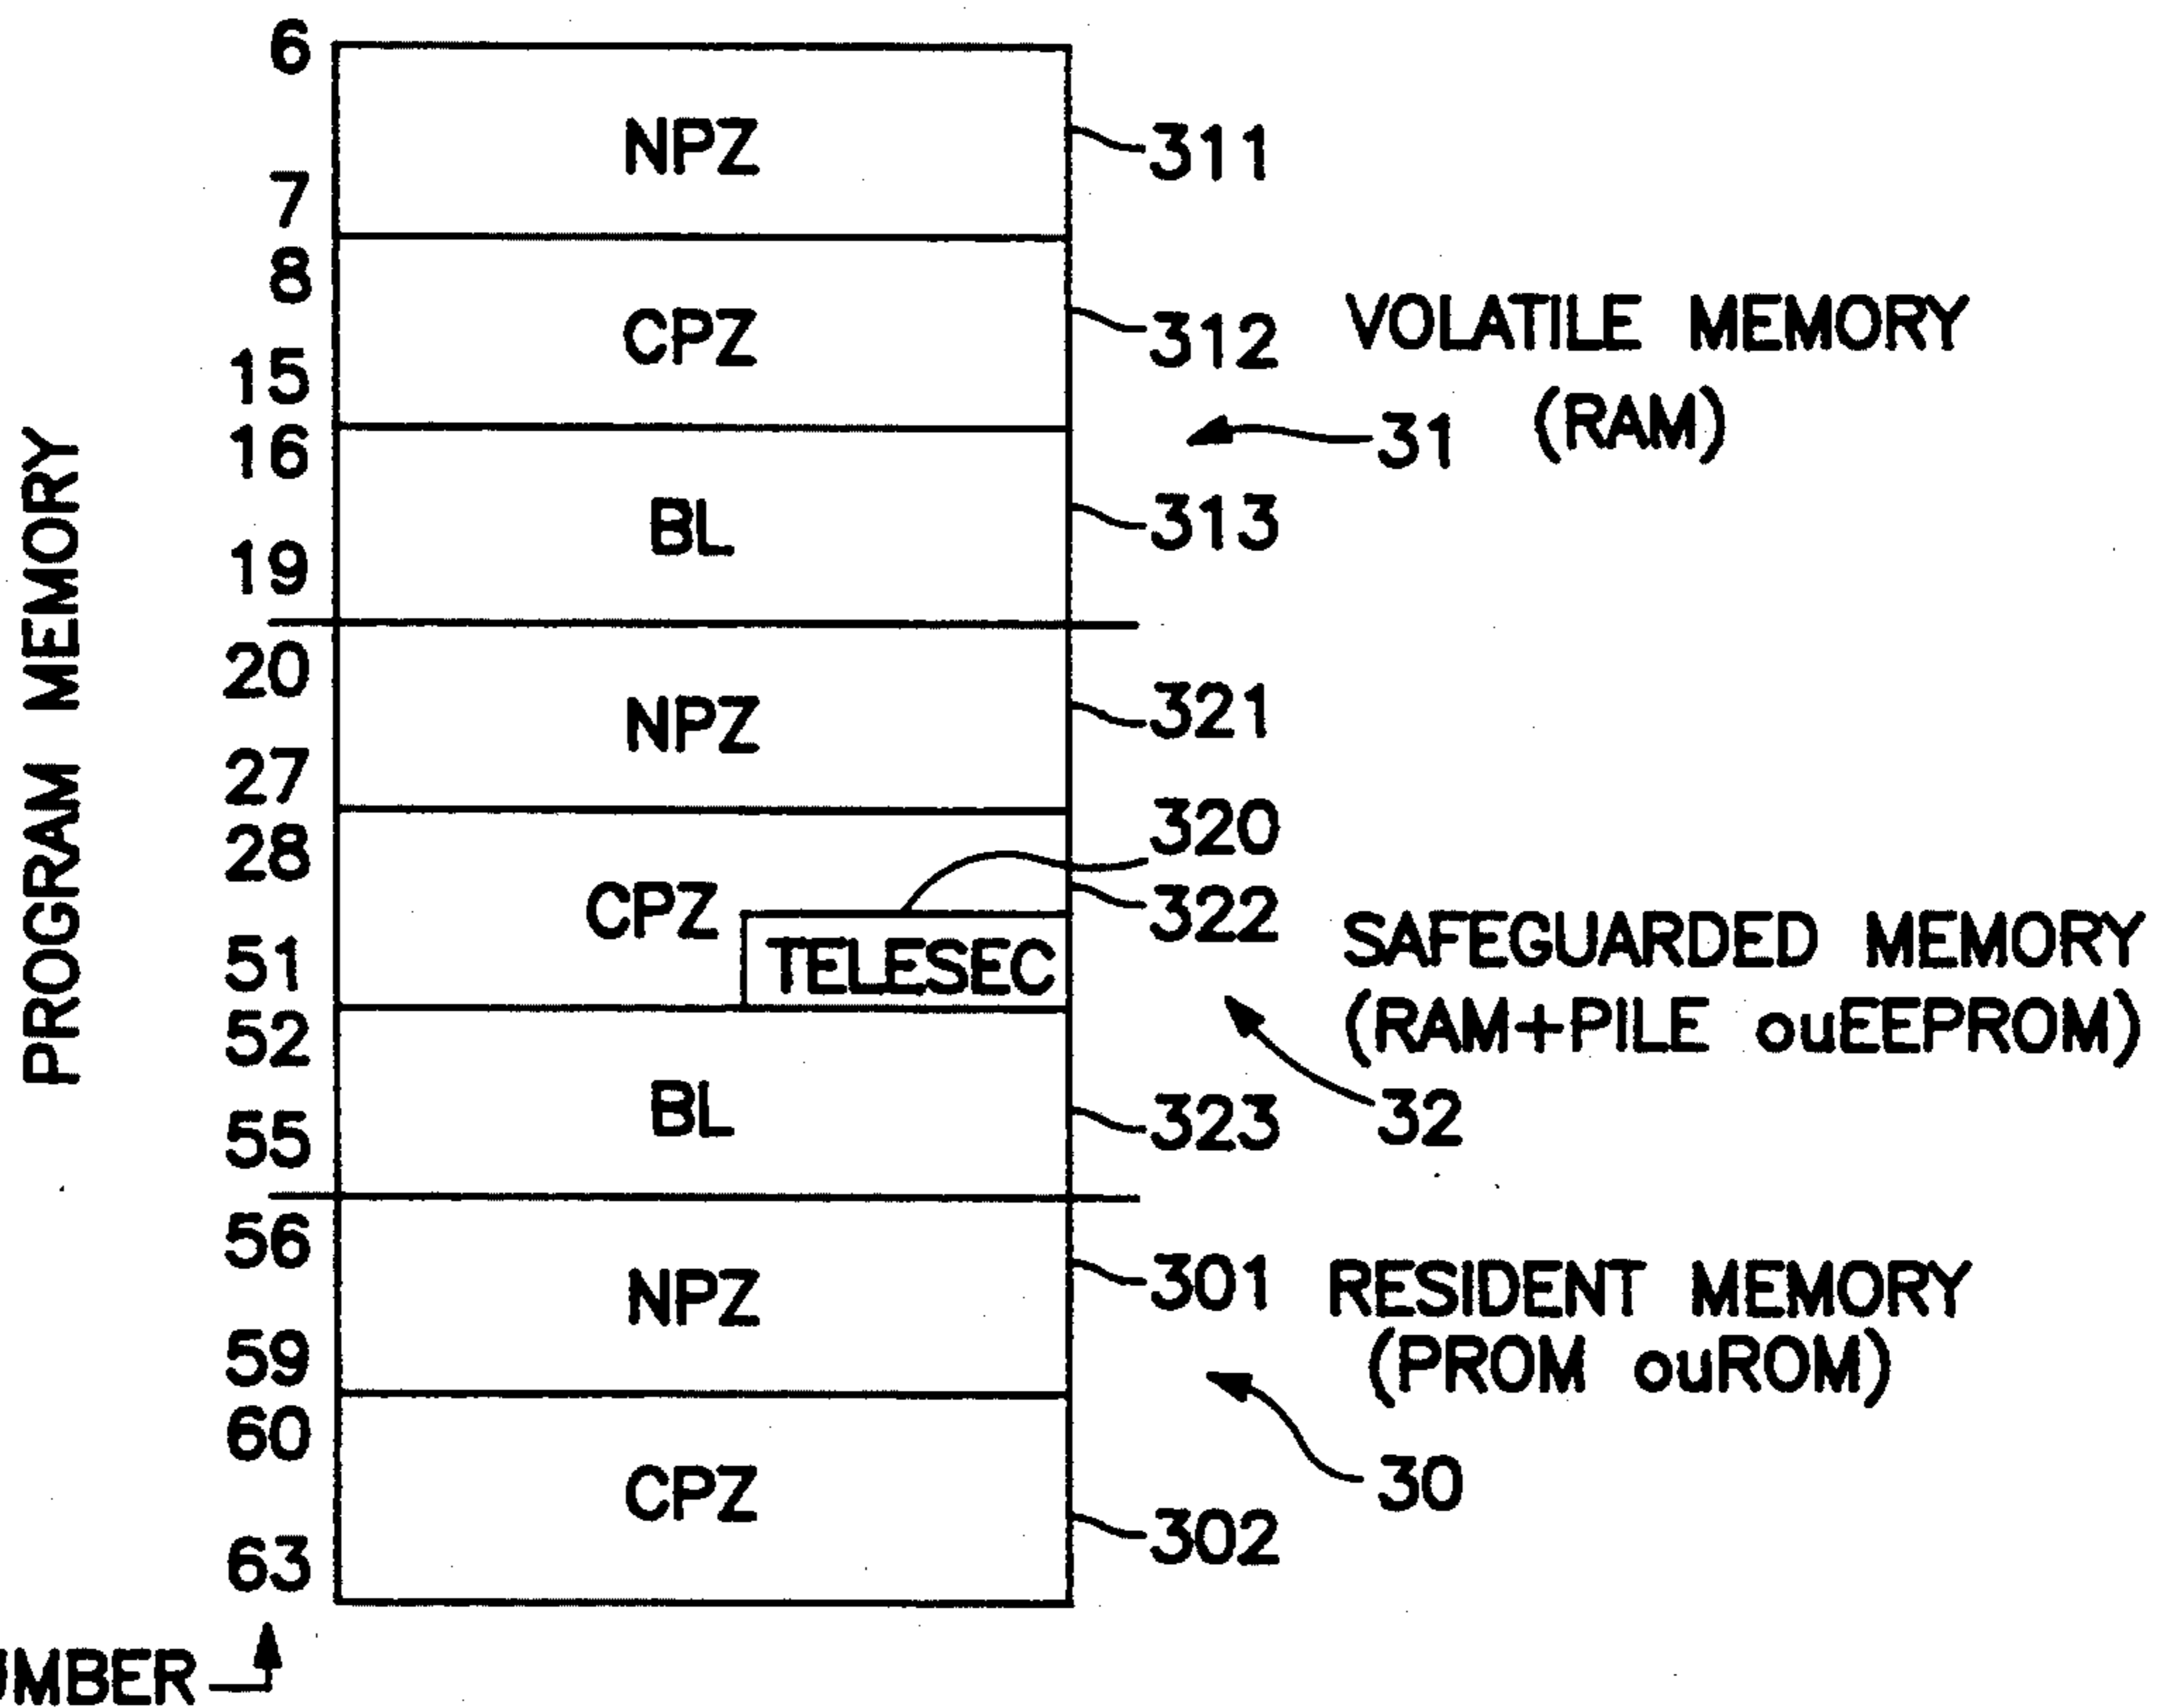 6
NPZ
311
7
8
CPZ
312
VOLATILE MEMORY
(RAM)
15
31
16
BL
313
19
PROGRAM MEMORY
20
NPZ
321
27
320
28
CPZ
322
SAFEGUARDED MEMORY
(RAM+PILE ouEEPROM)
TELESEC
51
32
52
BL
323
55
56
NPZ
301
RESIDENT MEMORY
(PROM ouROM)
59
30
60
CPZ
302
63